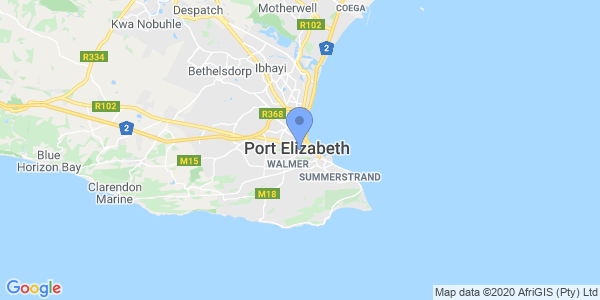 Motherwell
Despatch
COEGA
Kwa Nobuhle
R102
2
R334
Ibhayi
Bethelsdorp
R102
R368
2
Port Elizabeth
Blue
Horizon Bay
M15
WALMER
SUMMERSTRAND
Clarendon
Marine
M18
Google
Map data ©2020 AfriGIS (Pty) Ltd